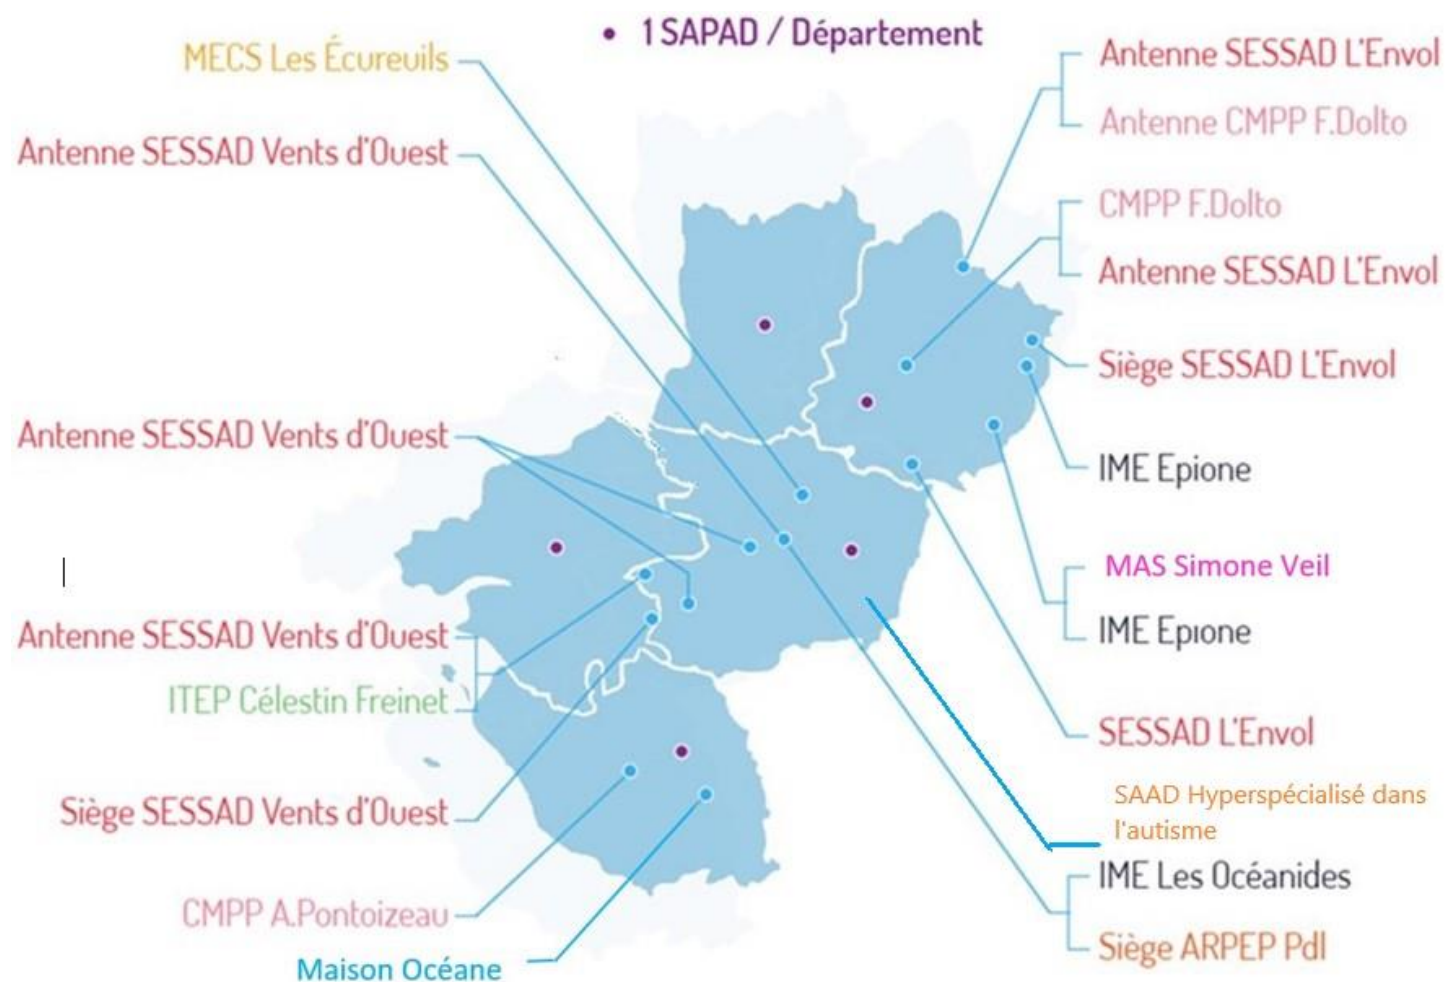 • 1 SAPAD / Département
MECS Les Écureuils
Antenne SESSAD Vents d'Ouest
Antenne SESSAD Vents d'Ouest
Antenne SESSAD Vents d'Ouest
ITEP Célestin Freinet
Siège SESSAD Vents d'Ouest
CMPP A.Pontoizeau
Maison Océane
Antenne SESSAD L'Envol
Antenne CMPP F.Dolto
CMPP F.Dolto
Antenne SESSAD L'Envol
Siège SESSAD L'Envol
IME Epione
MAS Simone Veil
IME Epione
SESSAD L'Envol
SAAD Hyperspécialisé dans
l'autisme
IME Les Océanides
Siège ARPEP Pdl